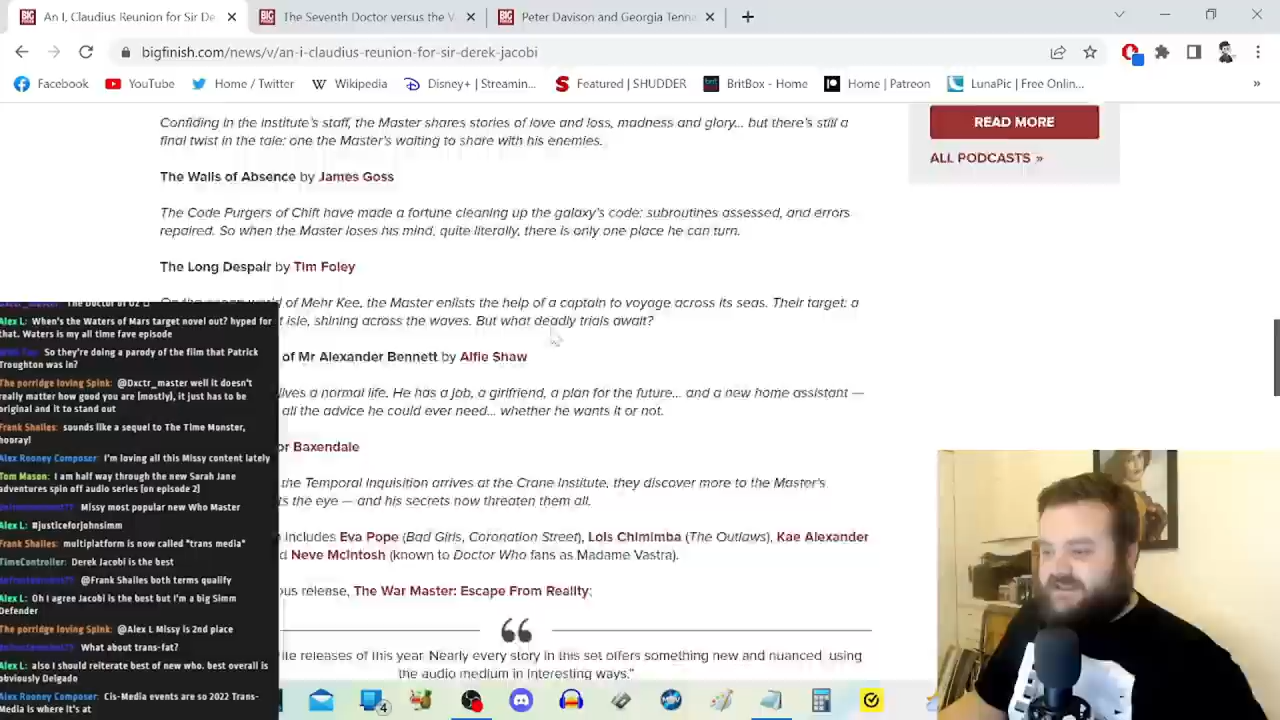 An I, Claudius Reunion for Sir De
The Seventh Doctor versus the V
Peter Davison and Georgia Tenna
bigfinish.com/news/v/an-i-claudius-reunion-for-sir-derek-jacobi
Facebook
YouTube
Home / Twitter
Wikipedia
Disney+ | Streamin...
Featured | SHUDDER
BritBox - Home
Home | Patreon
LunaPic | Free Onlin...
»
Confiding in the institute's staff, the Master shares stories of love and loss, madness and glory... but there's still a
final twist in the tale: one the Master's waiting to share with his enemies.
The Walls of Absence by James Goss
The Code Purgers of Chift have made a fortune cleaning up the galaxy's code: subroutines assessed, and errors
repaired. So when the Master loses his mind, quite literally, there is only one place he can turn.
The Long Despair by Tim Foley
of Mehr Kee, the Master enlists the help of a captain to voyage across its seas. Their target: a
t isle, shining across the waves. But what deadly trials await?
of Mr Alexander Bennett by Alfie Shaw
lives a normal life. He has a job, a girlfriend, a plan for the future... and a new home assistant —
all the advice he could ever need... whether he wants it or not.
or Baxendale
the Temporal Inquisition arrives at the Crane Institute, they discover more to the Master's
ts the eye — and his secrets now threaten them all.
includes Eva Pope (Bad Girls, Coronation Street), Lois Chimimba (The Outlaws), Kae Alexander
d Neve McIntosh (known to Doctor Who fans as Madame Vastra).
ous release, The War Master: Escape From Reality;
ite releases of this year Nearly every story in this set offers something new and nuanced using
the audio medium in interesting ways."
READ MORE
ALL PODCASTS »
The Doctor of Oz
Alex L: When's the Waters of Mars target novel out? hyped for
that. Waters is my all time fave episode
So they're doing a parody of the film that Patrick
Troughton was in?
The porridge loving Spink: @Dxctr_master well it doesn't
really matter how good you are (mostly), it just has to be
original and it to stand out
Frank Shailes: sounds like a sequel to The Time Monster,
hooray!
Alex Rooney Composer: I'm loving all this Missy content lately
Tom Mason: I am half way through the new Sarah Jane
adventures spin off audio series (on episode 2)
Missy most popular new Who Master
Alex L: #justiceforjohnsimm
Frank Shailes: multiplatform is now called "trans media"
TimeController: Derek Jacobi is the best
@Frank Shailes both terms qualify
Alex L: Oh I agree Jacobi is the best but I'm a big Simm
Defender
The porridge loving Spink: @Alex L Missy is 2nd place
What about trans-fat?
Alex L: also I should reiterate best of new who. best overall is
obviously Delgado
Alex Rooney Composer: Cis-Media events are so 2022 Trans-
Media is where it's at
4